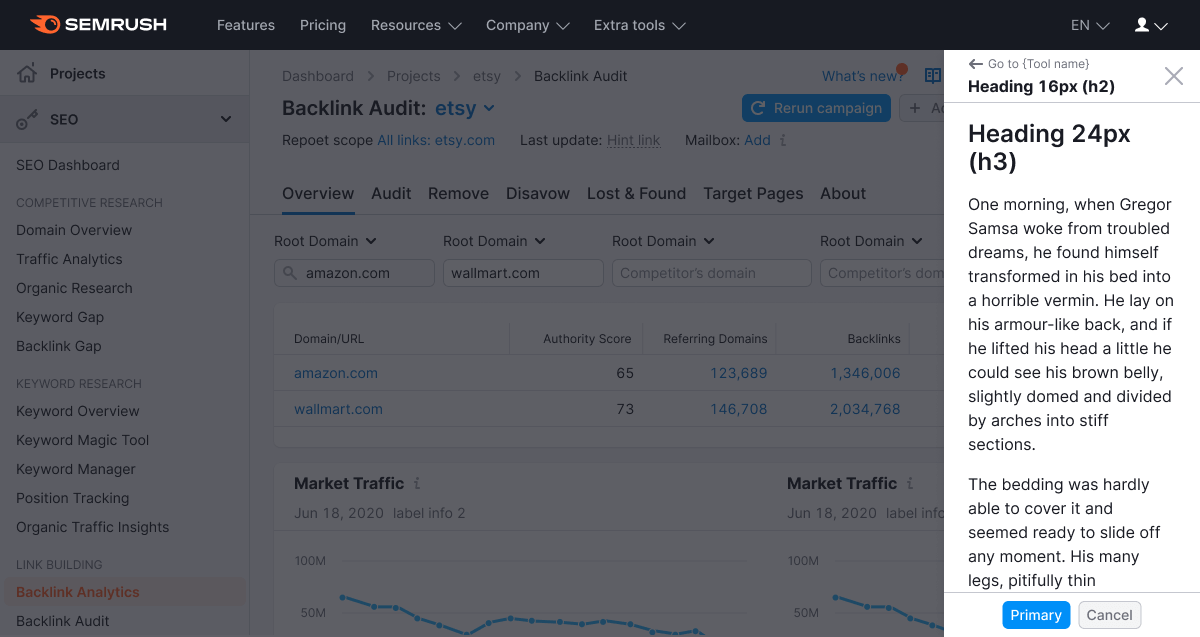 SEMRUSH
Features
Pricing
Resources
Company
Extra tools
EN
Projects
SEO
SEO Dashboard
COMPETITIVE RESEARCH
Domain Overview
Traffic Analytics
Organic Research
Keyword Gap
Backlink Gap
KEYWORD RESEARCH
Keyword Overview
Keyword Magic Tool
Keyword Manager
Position Tracking
Organic Traffic Insights
LINK BUILDING
Backlink Analytics
Backlink Audit
Dashboard > Projects > etsy > Backlink Audit
What's new?
Backlink Audit: etsy
Rerun campaign
+
Repoet scope All links: etsy.com
Last update: Hint link
Mailbox: Add
Overview
Audit
Remove
Disavow
Lost & Found
Target Pages
About
Root Domain
Root Domain
Root Domain
Root Domain
amazon.com
wallmart.com
Competitor's domain
Competitor's
Domain/URL
Authority Score
Referring Domains
Backlinks
amazon.com 65 123,689 1,346,006
wallmart.com 73 146,708 2,034,768
Market Traffic
Jun 18, 2020 label info 2
100M
50M
Market Traffic
Jun 18, 2020 label
100M
50M
Go to {Tool name}
Heading 16px (h2)
Heading 24px
(h3)
One morning, when Gregor
Samsa woke from troubled
dreams, he found himself
transformed in his bed into
a horrible vermin. He lay on
his armour-like back, and if
he lifted his head a little he
could see his brown belly,
slightly domed and divided
by arches into stiff
sections.
The bedding was hardly
able to cover it and
seemed ready to slide off
any moment. His many
legs, pitifully thin
Primary
Cancel